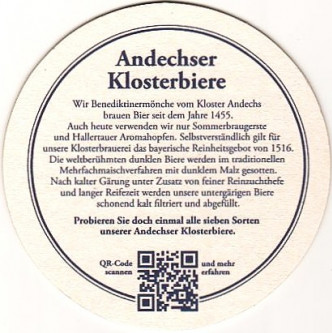 Andechser
Klosterbiere
Wir Benediktinermönche vom Kloster Andechs
brauen Bier seit dem Jahre 1455.
Auch heute verwenden wir nur Sommerbraugerste
und Hallertauer Aromahopfen. Selbstverständlich gilt für
unsere Klosterbrauerei das bayerische Reinheitsgebot von 1516.
Die weltberühmten dunklen Biere werden im traditionellen
Mehrfachmaischverfahren mit dunklem Malz gesotten.
Nach kalter Gärung unter Zusatz von feiner Reinzuchthefe
und langer Reifezeit werden unsere untergärigen Biere
schonend kalt filtriert und abgefüllt.
Probieren Sie doch einmal alle sieben Sorten
unserer Andechser Klosterbiere.
QR-Code und mehr
scannen erfahren